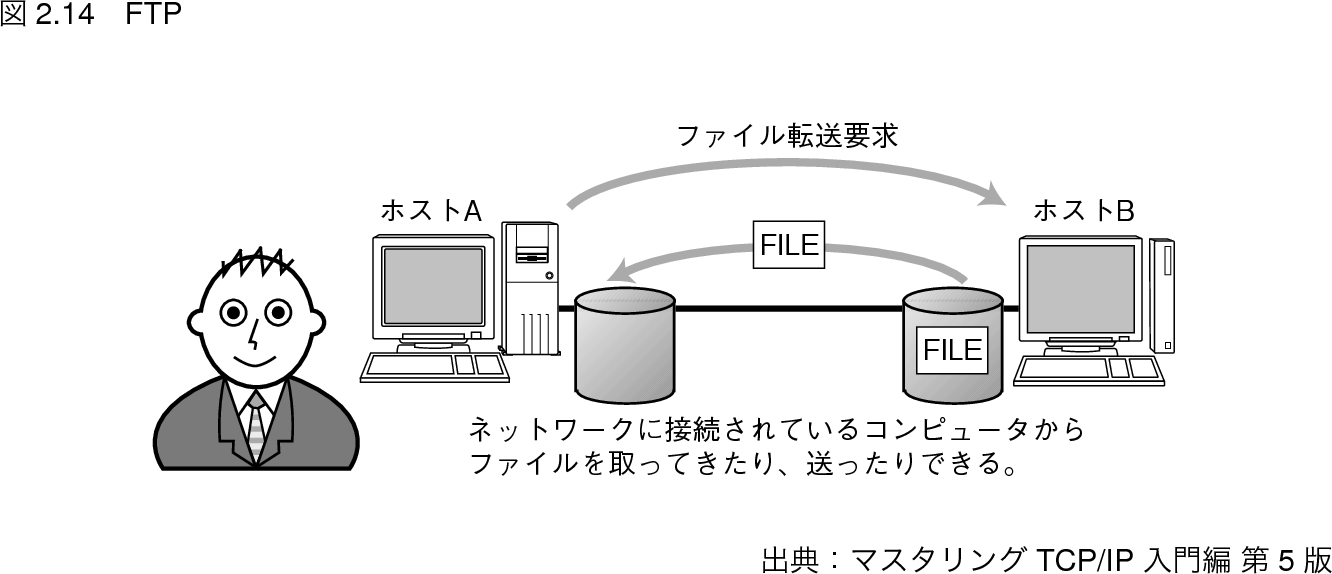 図 2.14　FTP
ファイル転送要求
ホストA
ホストB
FILE
FILE
ネットワークに接続されているコンピュータから
ファイルを取ってきたり、送ったりできる。
出典：マスタリング TCP/IP 入門編 第 5 版